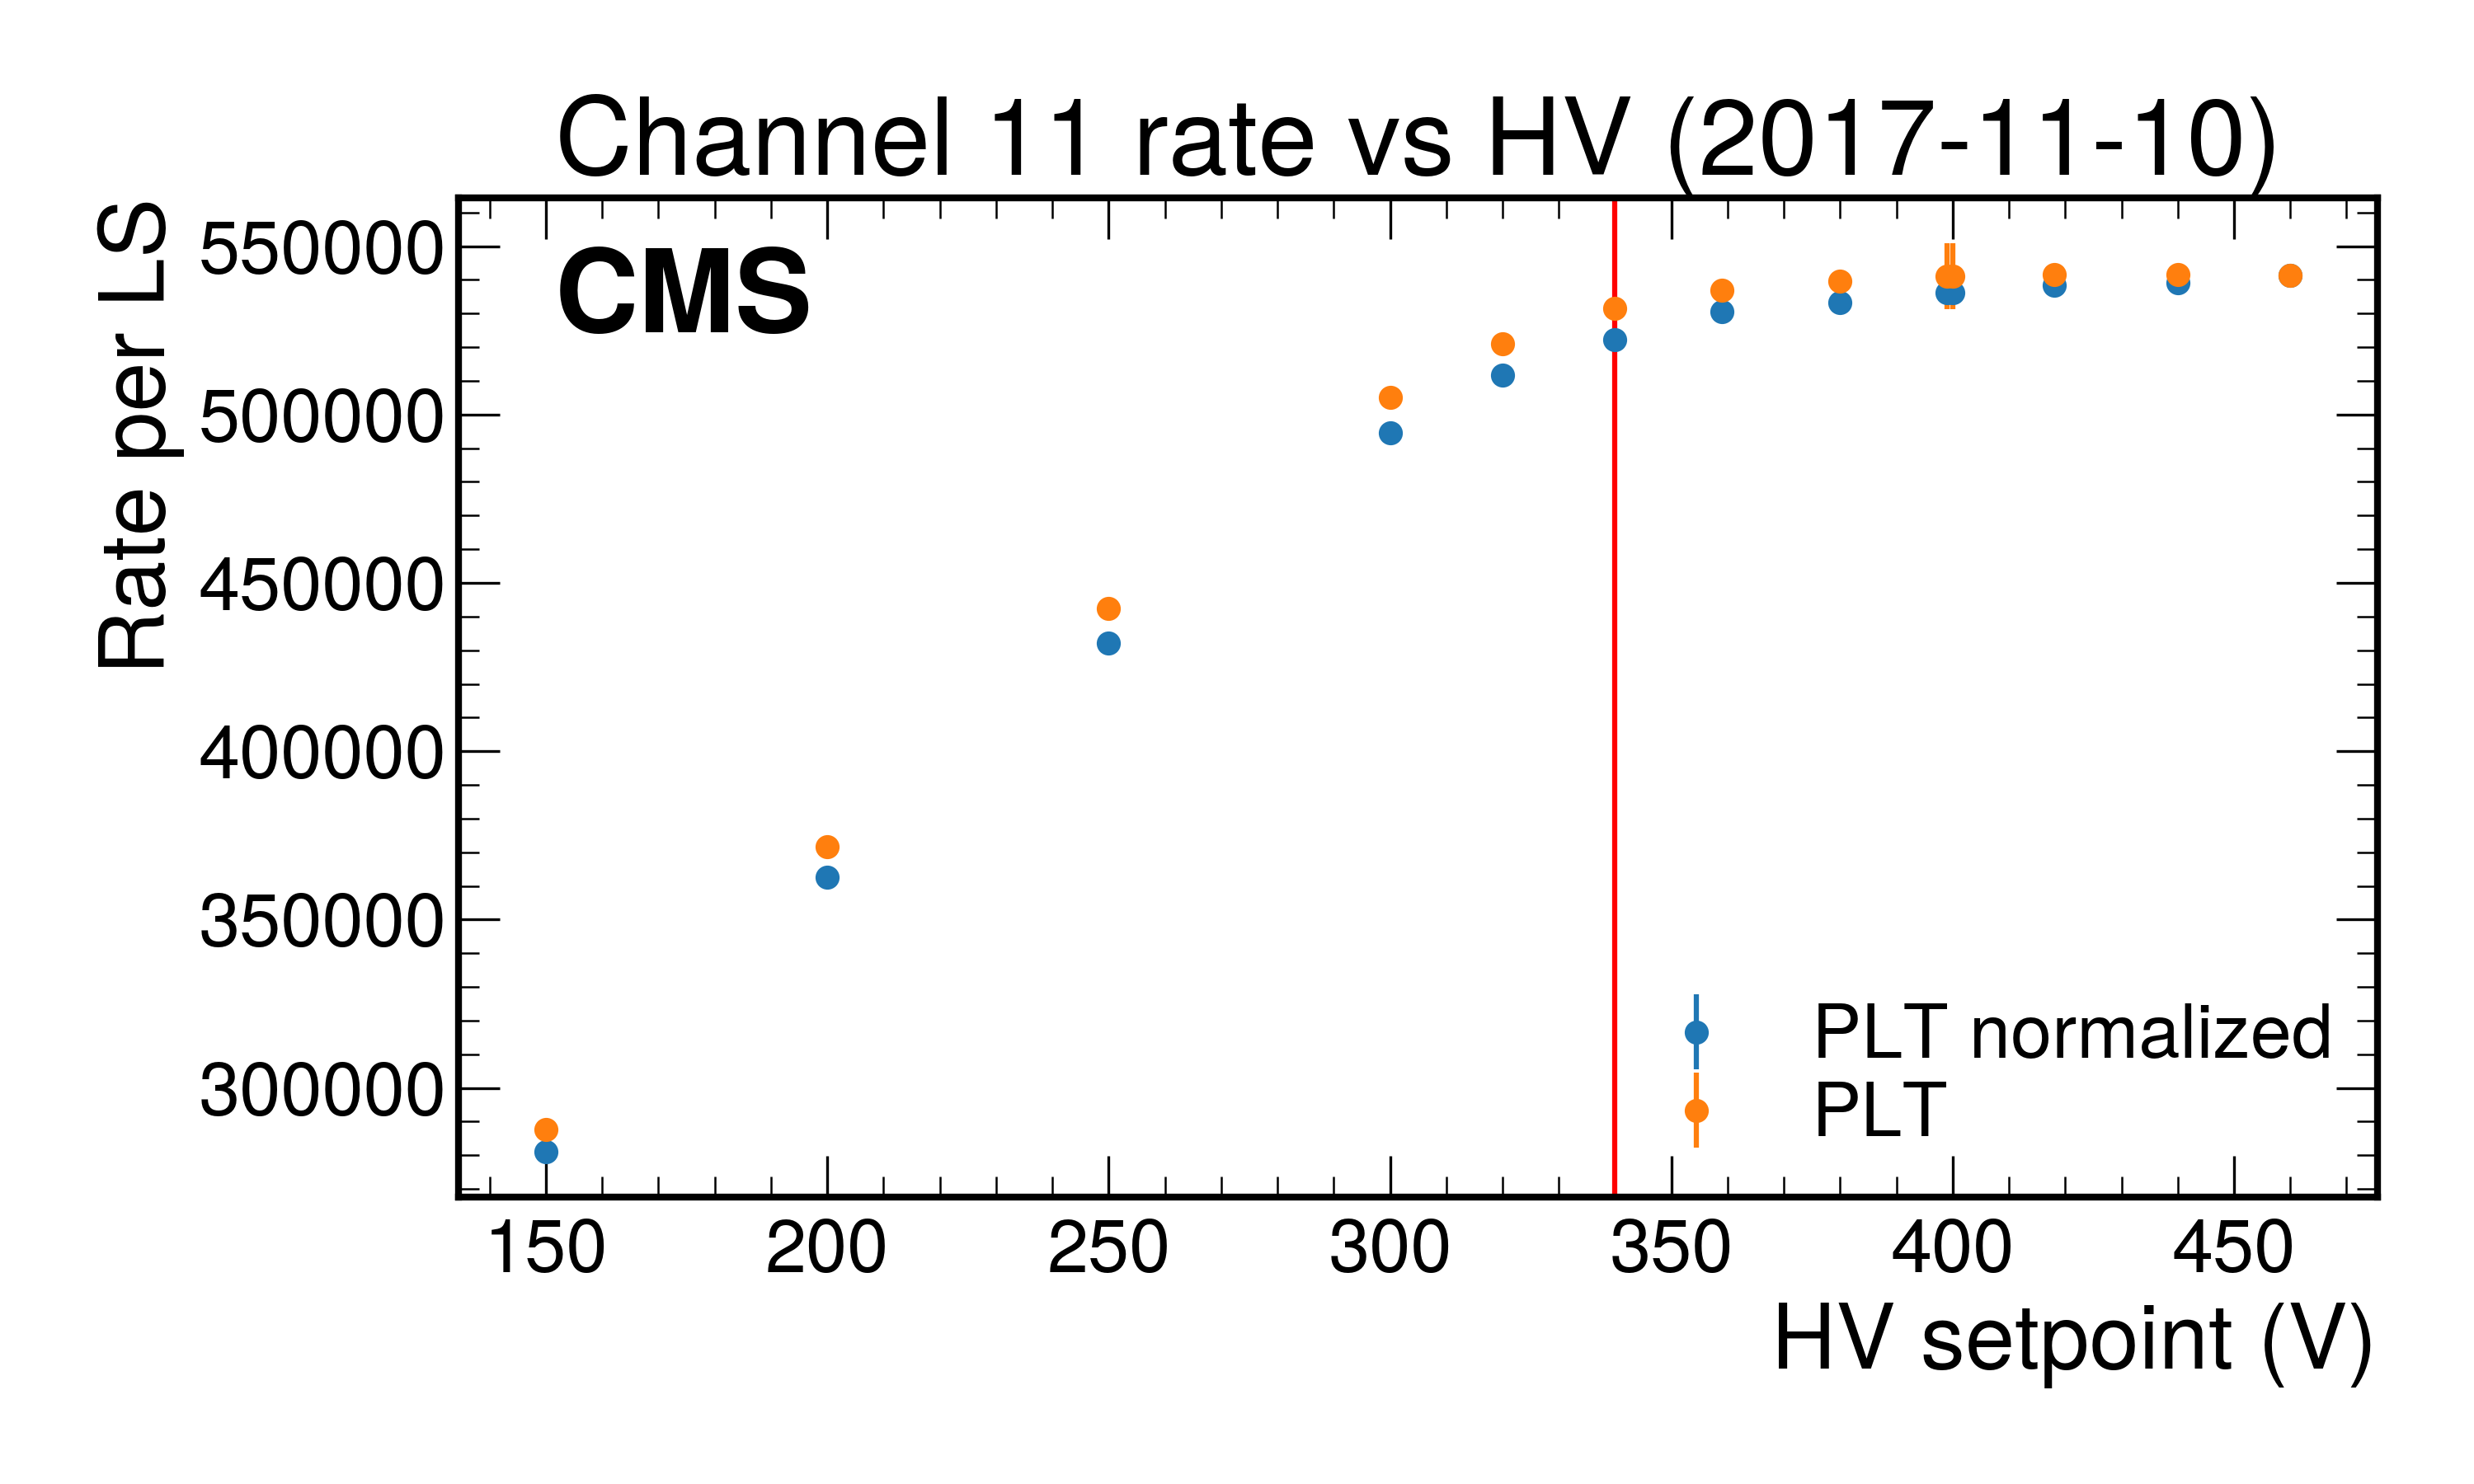 Channel 11 rate vs HV (2017-11-10)
CMS
Rate per LS
550000
500000
450000
400000
350000
300000
PLT normalized
PLT
150 200 250 300 350 400 450
HV setpoint (V)